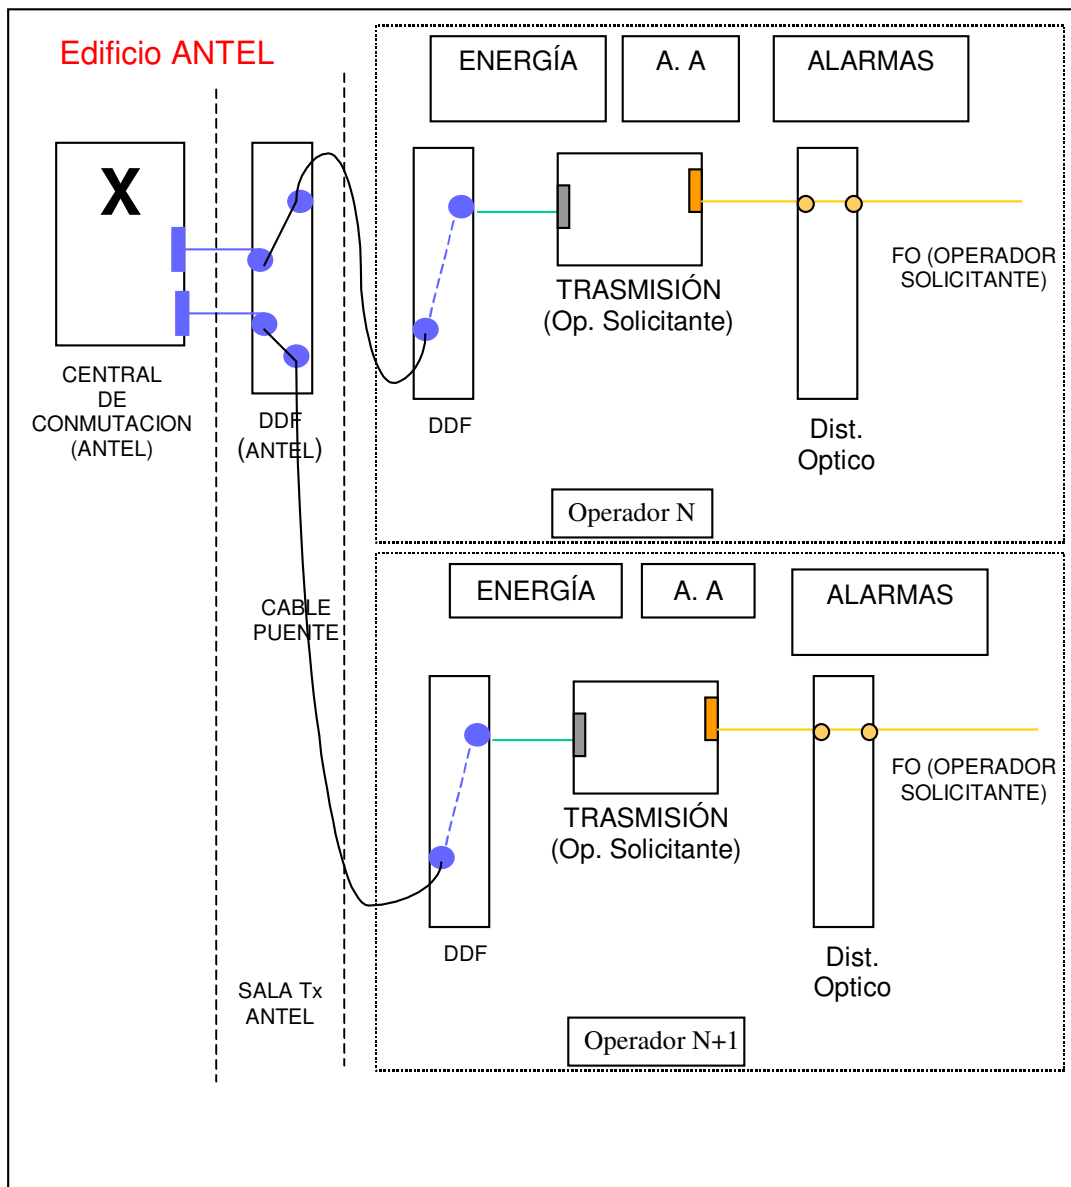 Edificio ANTEL
ENERGÍA
A. A
ALARMAS
X
CENTRAL
DE
CONMUTACION
(ANTEL)
DDF
(ANTEL)
DDF
TRASMISIÓN
(Op. Solicitante)
Dist.
Optico
FO (OPERADOR
SOLICITANTE)
Operador N
CABLE
PUENTE
ENERGÍA
A. A
ALARMAS
DDF
TRASMISIÓN
(Op. Solicitante)
Dist.
Optico
FO (OPERADOR
SOLICITANTE)
SALA Tx
ANTEL
Operador N+1